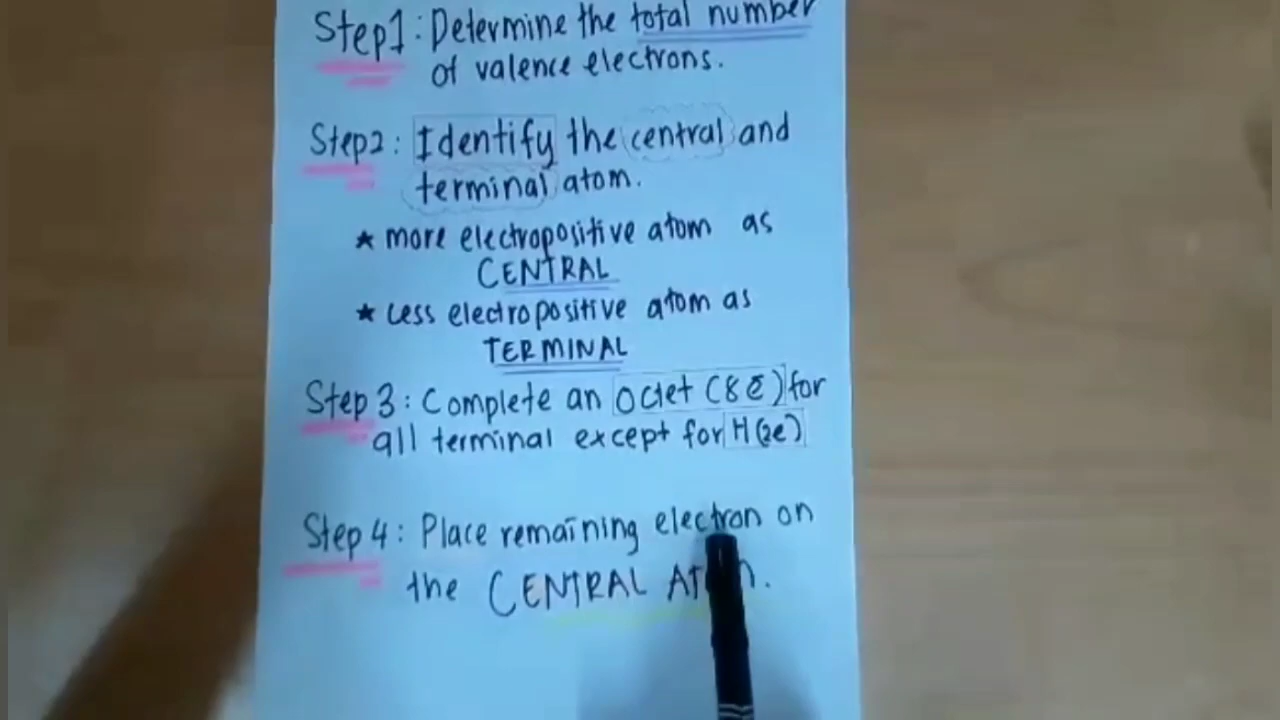 Step1: Determine the total number
of valence electrons.
Step2: Identify the central and
terminal atom.
★ more electropositive atom as
CENTRAL
★ Less electropositive atom as
TERMINAL
Step 3: Complete an Octet (8ē) for
all terminal except for H(2e)
Step 4: Place remaining electron on
the CENTRAL